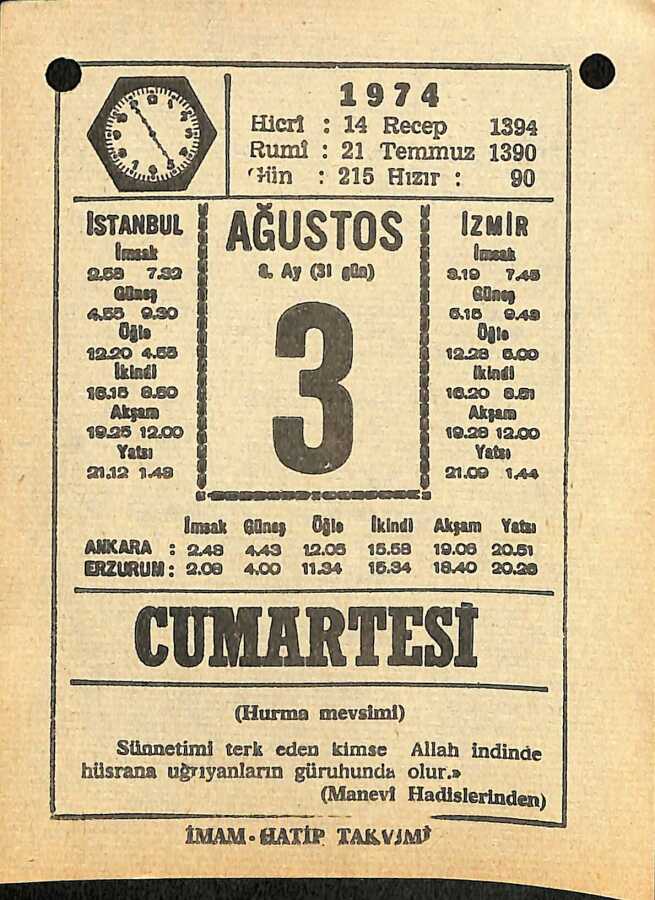 1974
Hicrî : 14 Recep 1394
Rumî : 21 Temmuz 1390
Gün : 215 Hızır : 90
İSTANBUL
İmsak
2.58 7.32
Güneş
4.55 9.30
Öğle
12.20 4.55
İkindi
16.15 8.50
Akşam
19.25 12.00
Yatsı
21.12 1.48
AĞUSTOS
8. Ay (31 gün)
3
İZMİR
İmsak
3.19 7.45
Güneş
5.15 9.48
Öğle
12.28 5.00
İkindi
16.20 8.51
Akşam
19.28 12.00
Yatsı
21.09 1.44
İmsak Güneş Öğle İkindi Akşam Yatsı
ANKARA : 2.48 4.43 12.05 15.58 19.06 20.51
ERZURUM : 2.09 4.00 11.34 15.34 18.40 20.26
CUMARTESİ
(Hurma mevsimi)
Sünnetimi terk eden kimse Allah indinde
hüsrana uğrıyanların güruhunda olur.»
(Manevî Hadislerinden)
İMAM - HATİP TAKVİMİ